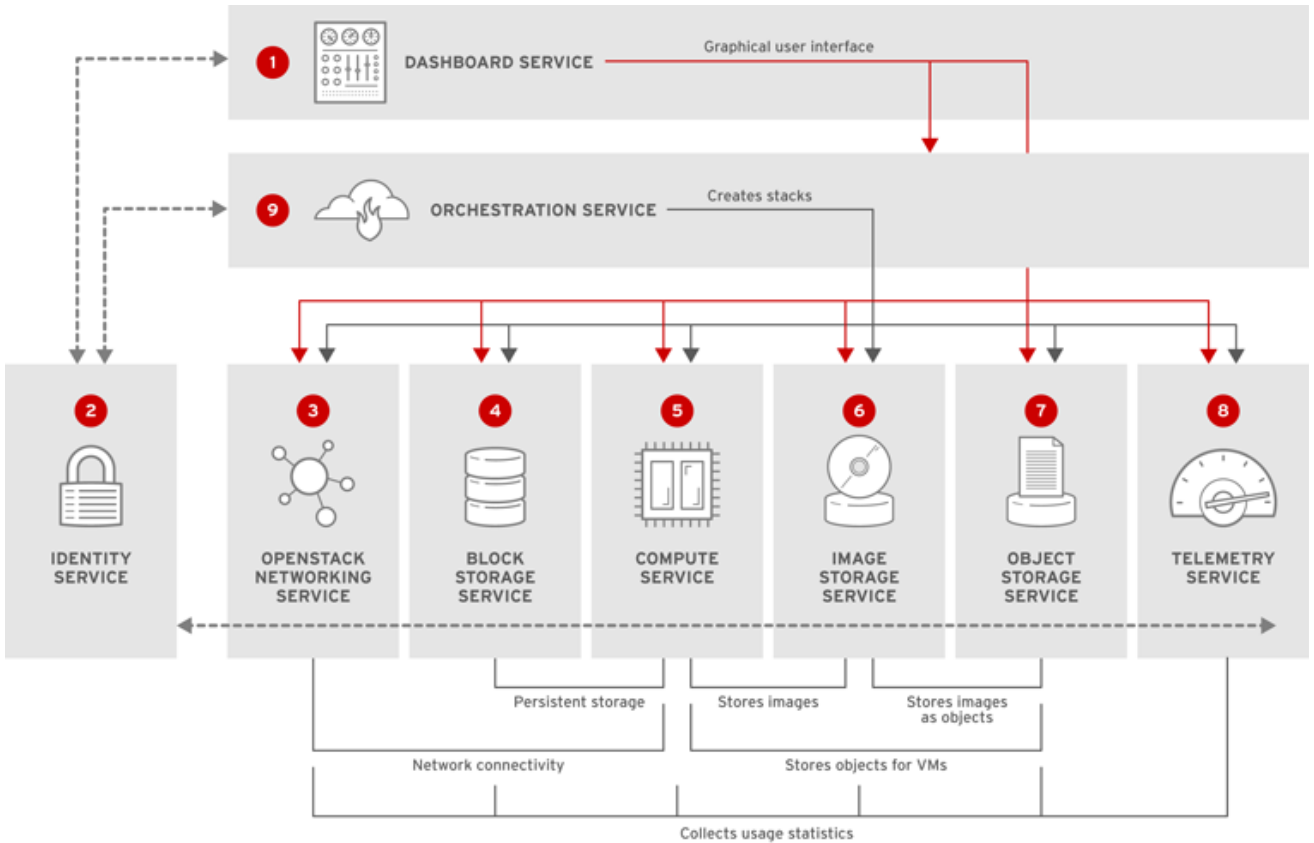 Graphical user interface
1
DASHBOARD SERVICE
Creates stacks
9
ORCHESTRATION SERVICE
2
3
4
5
6
7
8
IDENTITY
SERVICE
OPENSTACK
NETWORKING
SERVICE
BLOCK
STORAGE
SERVICE
COMPUTE
SERVICE
IMAGE
STORAGE
SERVICE
OBJECT
STORAGE
SERVICE
TELEMETRY
SERVICE
Persistent storage
Stores images
Stores images
as objects
Network connectivity
Stores objects for VMs
Collects usage statistics